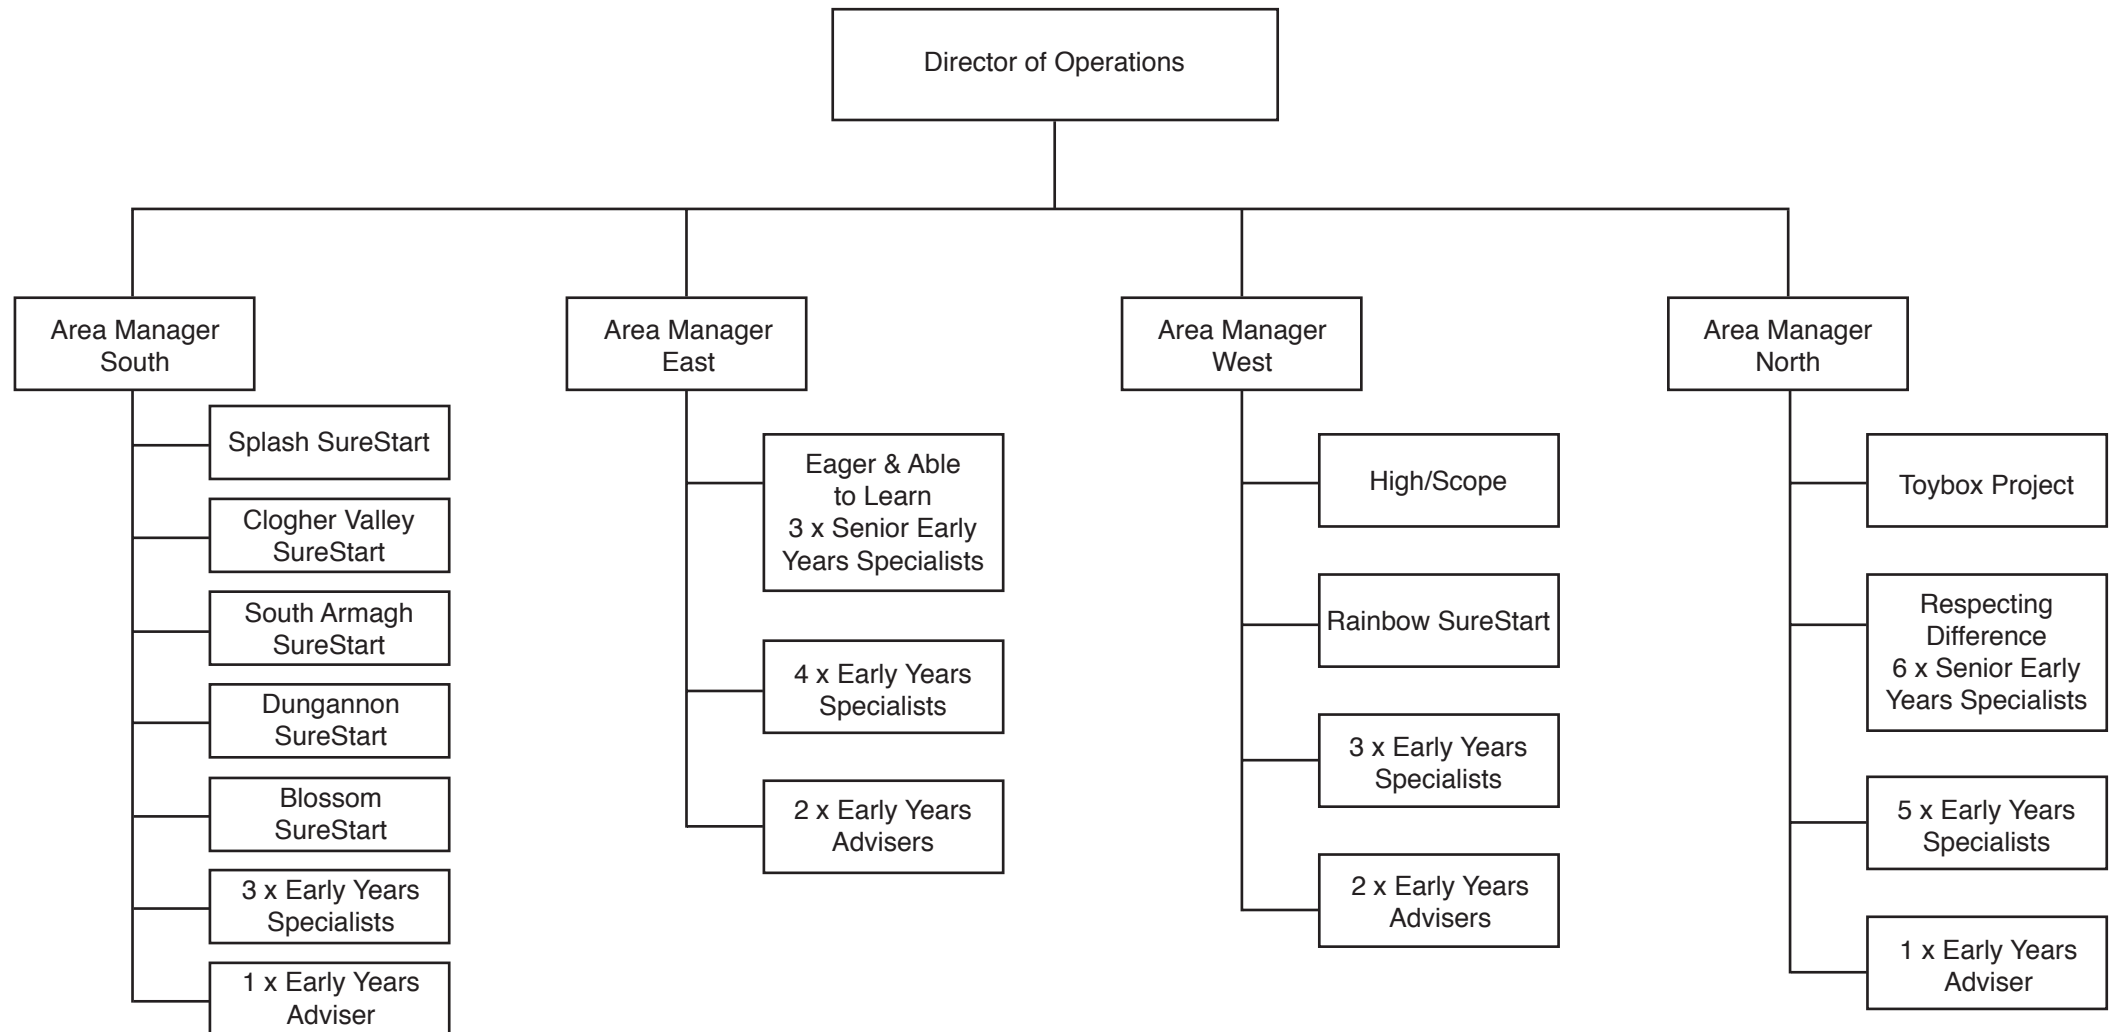 Director of Operations
Area Manager
South
Splash SureStart
Clogher Valley
SureStart
South Armagh
SureStart
Dungannon
SureStart
Blossom
SureStart
3 x Early Years
Specialists
1 x Early Years
Adviser
Area Manager
East
Eager & Able
to Learn
3 x Senior Early
Years Specialists
4 x Early Years
Specialists
2 x Early Years
Advisers
Area Manager
West
High/Scope
Rainbow SureStart
3 x Early Years
Specialists
2 x Early Years
Advisers
Area Manager
North
Toybox Project
Respecting
Difference
6 x Senior Early
Years Specialists
5 x Early Years
Specialists
1 x Early Years
Adviser